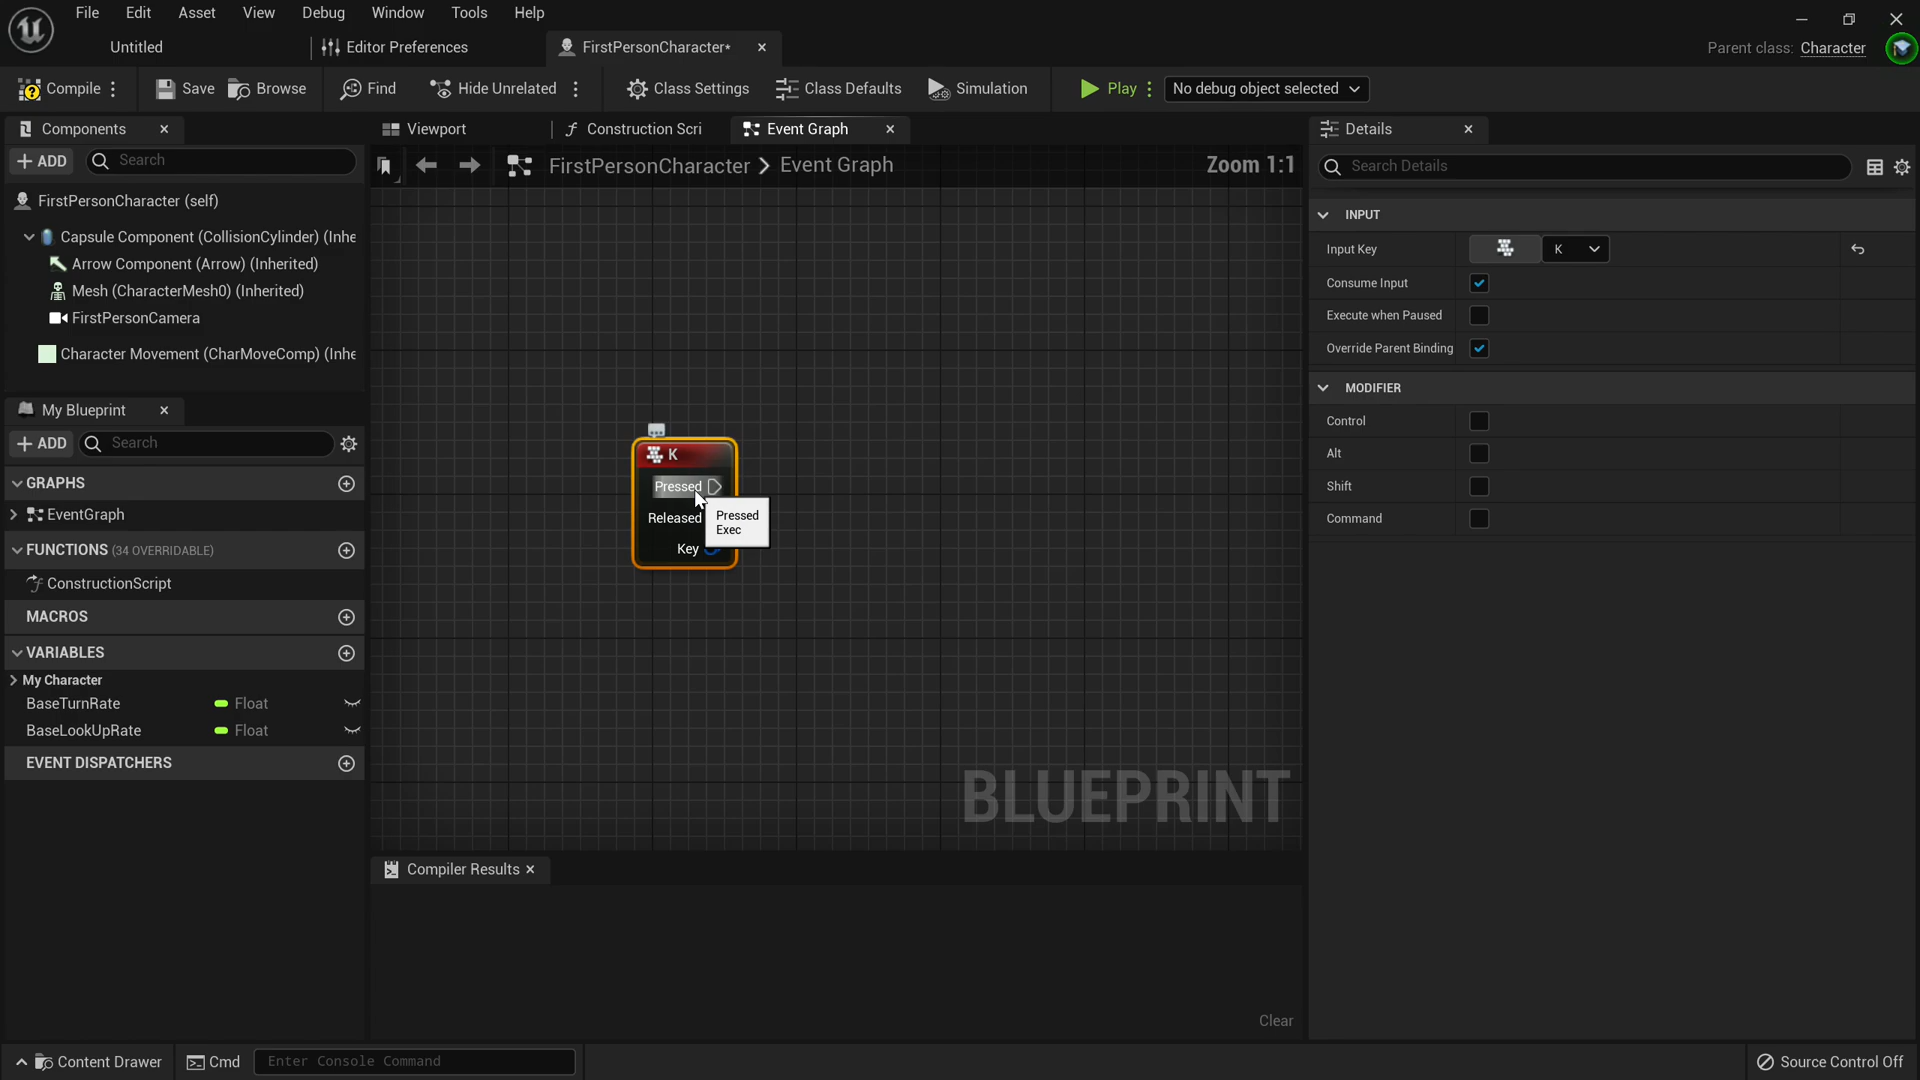 File Edit Asset View Debug Window Tools Help
Untitled
Editor Preferences
FirstPersonCharacter*
Parent class: Character
Compile
Save
Browse
Find
Hide Unrelated
Class Settings
Class Defaults
Simulation
Play
No debug object selected
Components
ADD
Search
FirstPersonCharacter (self)
Capsule Component (CollisionCylinder) (Inhe
Arrow Component (Arrow) (Inherited)
Mesh (CharacterMesh0) (Inherited)
FirstPersonCamera
Character Movement (CharMoveComp) (Inhe
My Blueprint
ADD
Search
GRAPHS
EventGraph
FUNCTIONS (34 OVERRIDABLE)
ConstructionScript
MACROS
VARIABLES
My Character
BaseTurnRate Float
BaseLookUpRate Float
EVENT DISPATCHERS
Viewport
Construction Scri
Event Graph
FirstPersonCharacter > Event Graph
Zoom 1:1
K
Pressed
Released
Key
Pressed
Exec
BLUEPRINT
Compiler Results
Clear
Details
Search Details
INPUT
Input Key K
Consume Input
Execute when Paused
Override Parent Binding
MODIFIER
Control
Alt
Shift
Command
Content Drawer
Cmd
Enter Console Command
Source Control Off